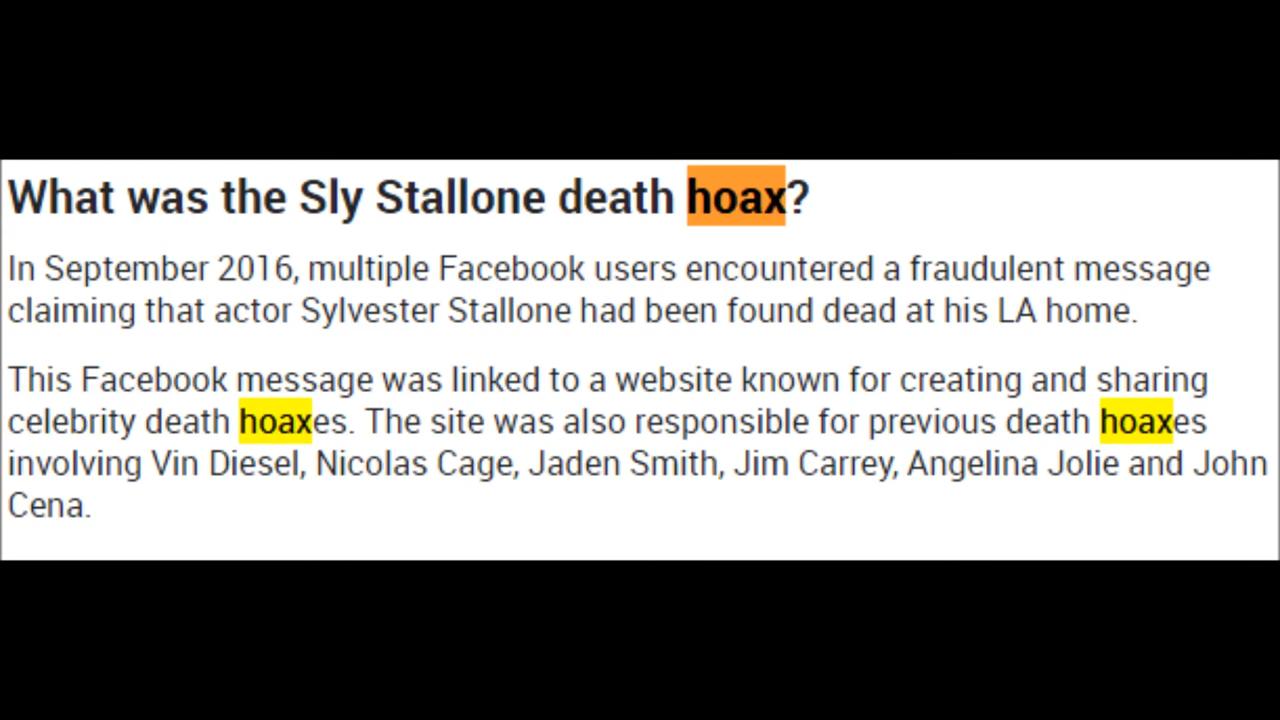 What was the Sly Stallone death hoax?
In September 2016, multiple Facebook users encountered a fraudulent message
claiming that actor Sylvester Stallone had been found dead at his LA home.
This Facebook message was linked to a website known for creating and sharing
celebrity death hoaxes. The site was also responsible for previous death hoaxes
involving Vin Diesel, Nicolas Cage, Jaden Smith, Jim Carrey, Angelina Jolie and John
Cena.